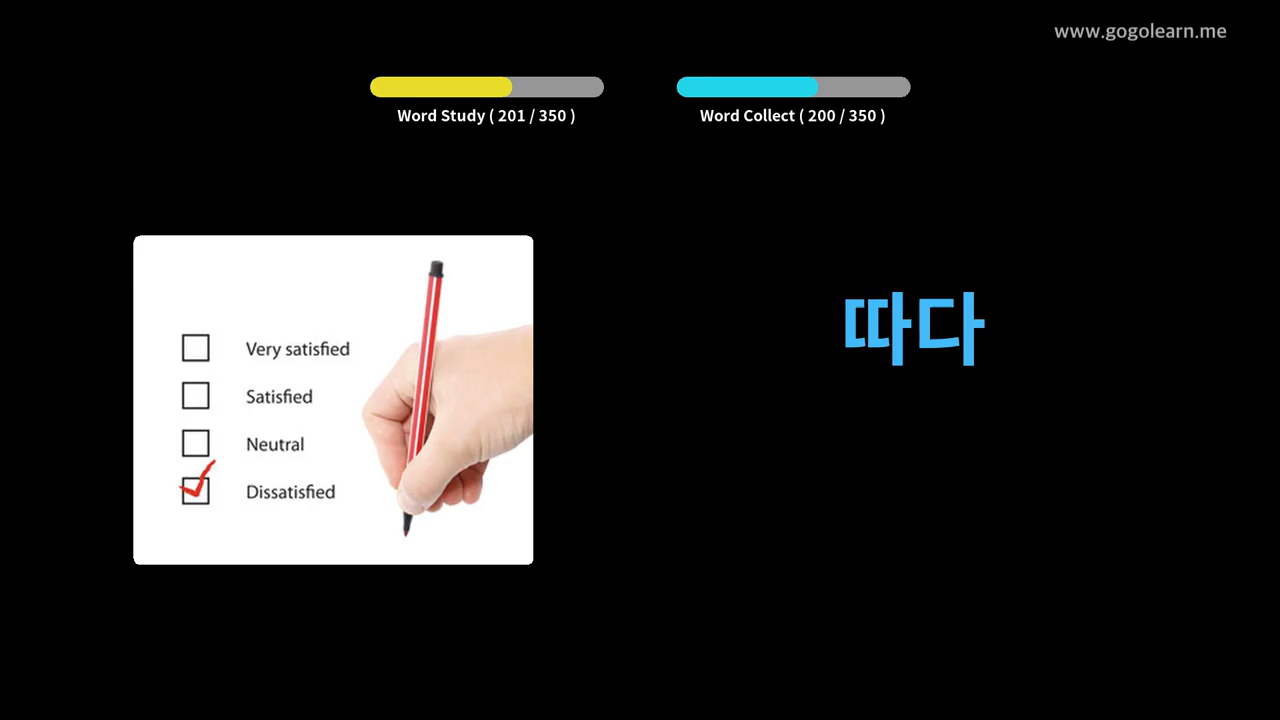 www.gogolearn.me
Word Study ( 201 / 350 )
Word Collect ( 200 / 350 )
Very satisfied
Satisfied
Neutral
Dissatisfied
따다